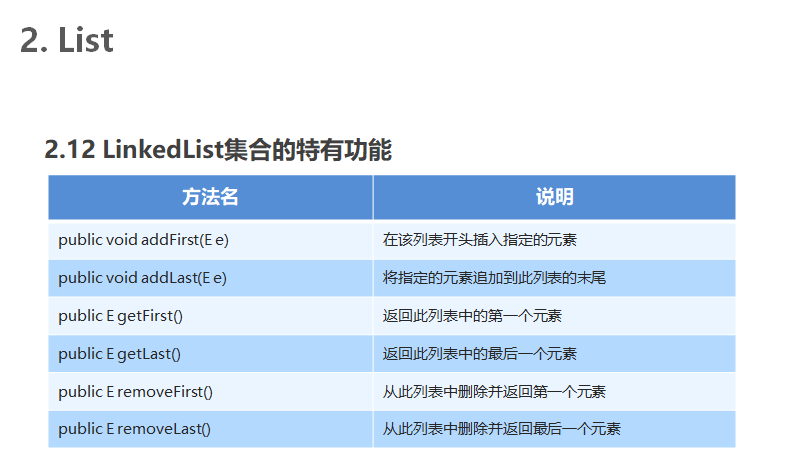 2. List
2.12 LinkedList集合的特有功能
方法名 说明
public void addFirst(E e) 在该列表开头插入指定的元素
public void addLast(E e) 将指定的元素追加到此列表的末尾
public E getFirst() 返回此列表中的第一个元素
public E getLast() 返回此列表中的最后一个元素
public E removeFirst() 从此列表中删除并返回第一个元素
public E removeLast() 从此列表中删除并返回最后一个元素